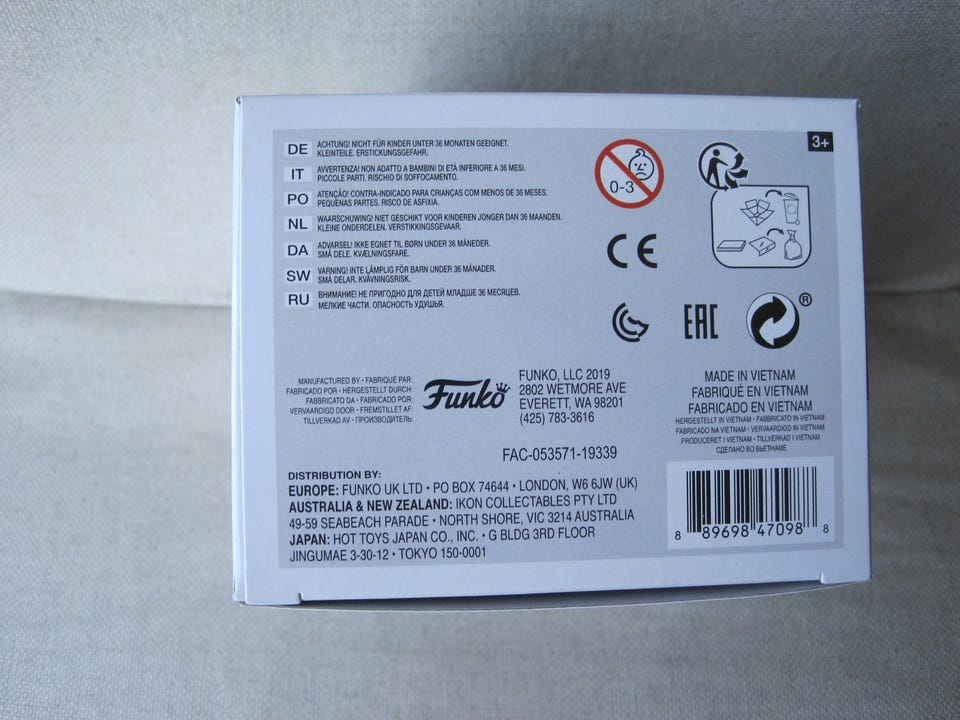 DE ACHTUNG! NICHT FÜR KINDER UNTER 36 MONATEN GEEIGNET.
KLEINTEILE. ERSTICKUNGSGEFAHR.
IT AVVERTENZA! NON ADATTO A BAMBINI DI ETÀ INFERIORE A 36 MESI.
PICCOLE PARTI. RISCHIO DI SOFFOCAMENTO.
PO ATENÇÃO! CONTRA-INDICADO PARA CRIANÇAS COM MENOS DE 36 MESES.
PEQUENAS PARTES. RISCO DE ASFIXIA.
NL WAARSCHUWING! NIET GESCHIKT VOOR KINDEREN JONGER DAN 36 MAANDEN.
KLEINE ONDERDELEN. VERSTIKKINGSGEVAAR.
DA ADVARSEL! IKKE EGNET TIL BØRN UNDER 36 MÅNEDER.
SMÅ DELE. KVÆLNINGSFARE.
SW VARNING! INTE LÄMPLIG FÖR BARN UNDER 36 MÅNADER.
SMÅ DELAR. KVÄVNINGSRISK.
RU ВНИМАНИЕ! НЕ ПРИГОДНО ДЛЯ ДЕТЕЙ МЛАДШЕ 36 МЕСЯЦЕВ.
МЕЛКИЕ ЧАСТИ. ОПАСНОСТЬ УДУШЬЯ.
0-3
3+
CE
EAC
®
MANUFACTURED BY • FABRIQUÉ PAR:
FABRICADO POR • HERGESTELLT DURCH:
FABBRICATO DA • FABRICADO POR:
VERVAARDIGD DOOR • FREMSTILLET AF:
TILLVERKAD AV • ПРОИЗВОДИТЕЛЬ:
Funko
FUNKO, LLC 2019
2802 WETMORE AVE
EVERETT, WA 98201
(425) 783-3616
MADE IN VIETNAM
FABRIQUÉ EN VIETNAM
FABRICADO EN VIETNAM
HERGESTELLT IN VIETNAM • FABBRICATO IN VIETNAM
FABRICADO NA VIETNAM • VERVAARDIGD IN VIETNAM
PRODUCERET I VIETNAM • TILLVERKAD I VIETNAM
СДЕЛАНО ВО ВЬЕТНАМЕ
FAC-053571-19339
DISTRIBUTION BY:
EUROPE: FUNKO UK LTD • PO BOX 74644 • LONDON, W6 6JW (UK)
AUSTRALIA & NEW ZEALAND: IKON COLLECTABLES PTY LTD
49-59 SEABEACH PARADE • NORTH SHORE, VIC 3214 AUSTRALIA
JAPAN: HOT TOYS JAPAN CO., INC. • G BLDG 3RD FLOOR
JINGUMAE 3-30-12 • TOKYO 150-0001
8 89698 47098 8